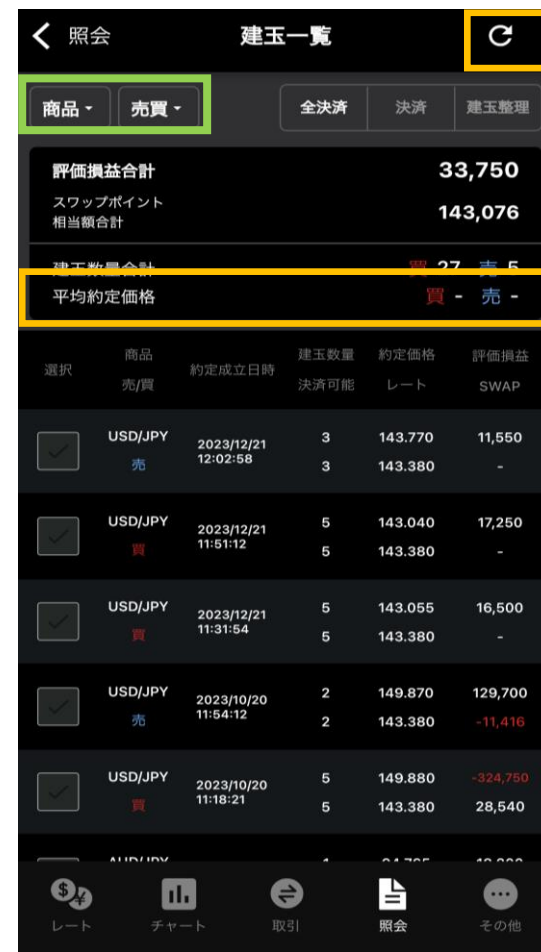 照会 建玉一覧
商品 売買 全決済 決済 建玉整理
評価損益合計 33,750
スワップポイント
相当額合計 143,076
建玉数量合計 買 27 売 5
平均約定価格 買 - 売 -
選択 商品 約定成立日時 建玉数量 約定価格 評価損益
売/買 決済可能 レート SWAP
USD/JPY 2023/12/21 3 143.770 11,550
売 12:02:58 3 143.380 -
USD/JPY 2023/12/21 5 143.040 17,250
買 11:51:12 5 143.380 -
USD/JPY 2023/12/21 5 143.055 16,500
買 11:31:54 5 143.380 -
USD/JPY 2023/10/20 2 149.870 129,700
売 11:54:12 2 143.380 -11,416
USD/JPY 2023/10/20 5 149.880 -324,750
買 11:18:21 5 143.380 28,540
レート チャート 取引 照会 その他